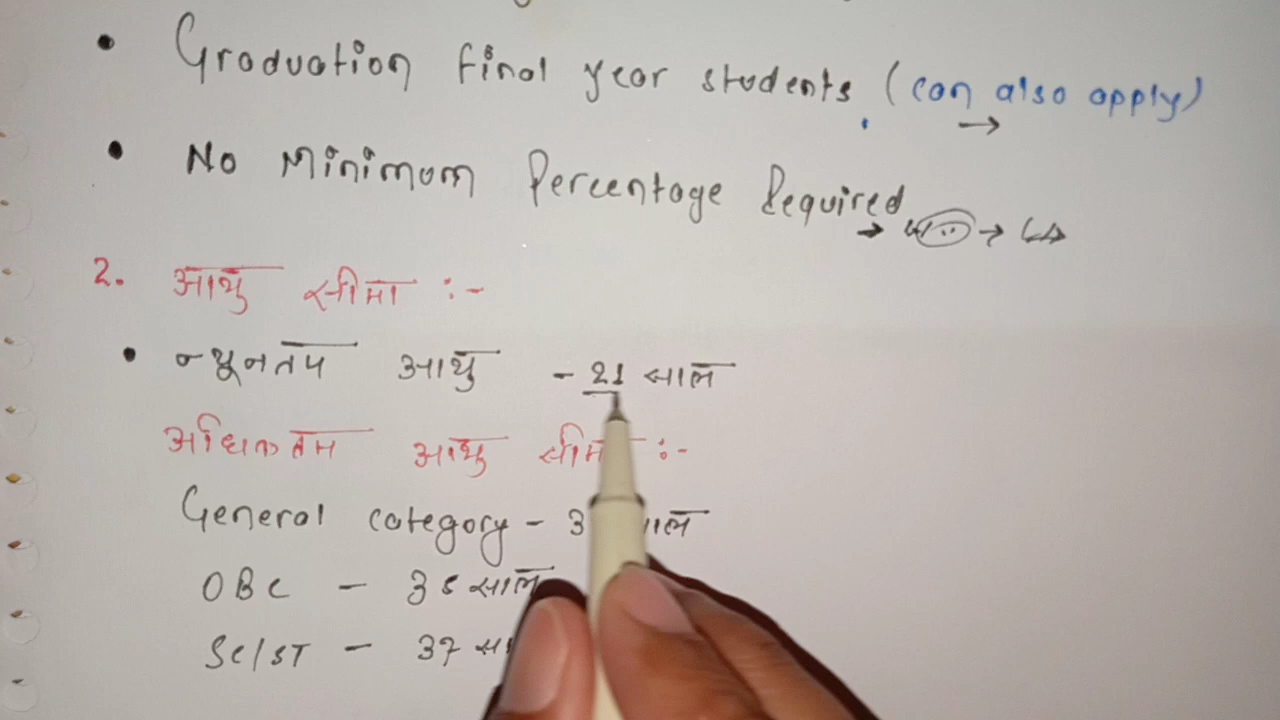 • Graduation final year students (can also apply)
• No Minimum Percentage Required
2. आयु सीमा :-
• न्यूनतम आयु - 21 साल
अधिकतम आयु सीमा :-
General category - 3 साल
OBC - 35 साल
SC/ST - 37